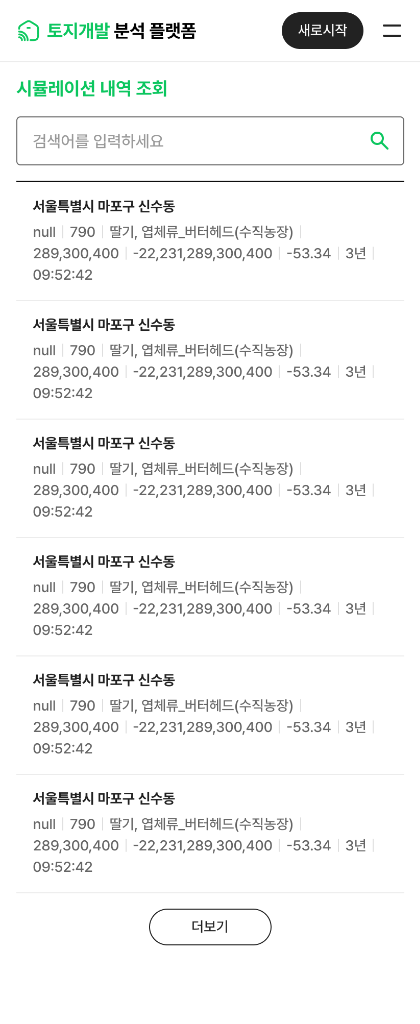 토지개발 분석 플랫폼
새로시작
시뮬레이션 내역 조회
검색어를 입력하세요
서울특별시 마포구 신수동
null | 790 | 딸기, 엽체류_버터헤드(수직농장) |
289,300,400 | -22,231,289,300,400 | -53.34 | 3년 |
09:52:42
서울특별시 마포구 신수동
null | 790 | 딸기, 엽체류_버터헤드(수직농장) |
289,300,400 | -22,231,289,300,400 | -53.34 | 3년 |
09:52:42
서울특별시 마포구 신수동
null | 790 | 딸기, 엽체류_버터헤드(수직농장) |
289,300,400 | -22,231,289,300,400 | -53.34 | 3년 |
09:52:42
서울특별시 마포구 신수동
null | 790 | 딸기, 엽체류_버터헤드(수직농장) |
289,300,400 | -22,231,289,300,400 | -53.34 | 3년 |
09:52:42
서울특별시 마포구 신수동
null | 790 | 딸기, 엽체류_버터헤드(수직농장) |
289,300,400 | -22,231,289,300,400 | -53.34 | 3년 |
09:52:42
서울특별시 마포구 신수동
null | 790 | 딸기, 엽체류_버터헤드(수직농장) |
289,300,400 | -22,231,289,300,400 | -53.34 | 3년 |
09:52:42
더보기